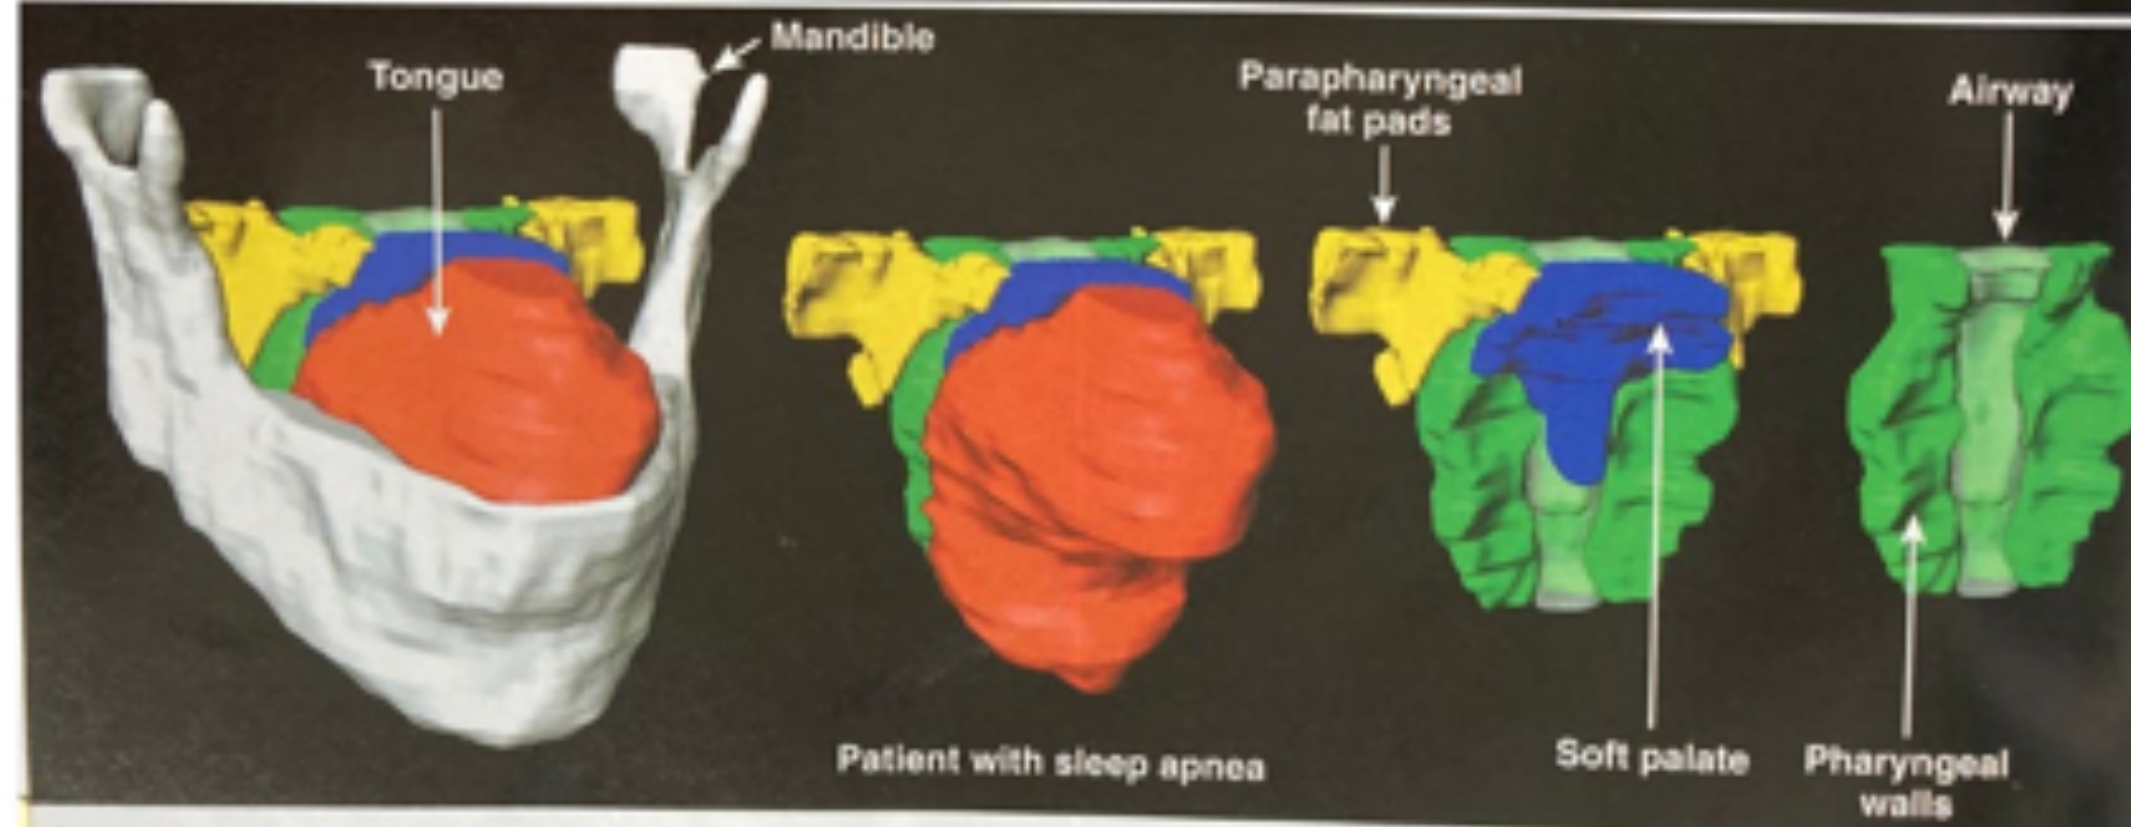 Mandible
Tongue
Parapharyngeal
fat pads
Airway
Patient with sleep apnea
Soft palate
Pharyngeal
walls